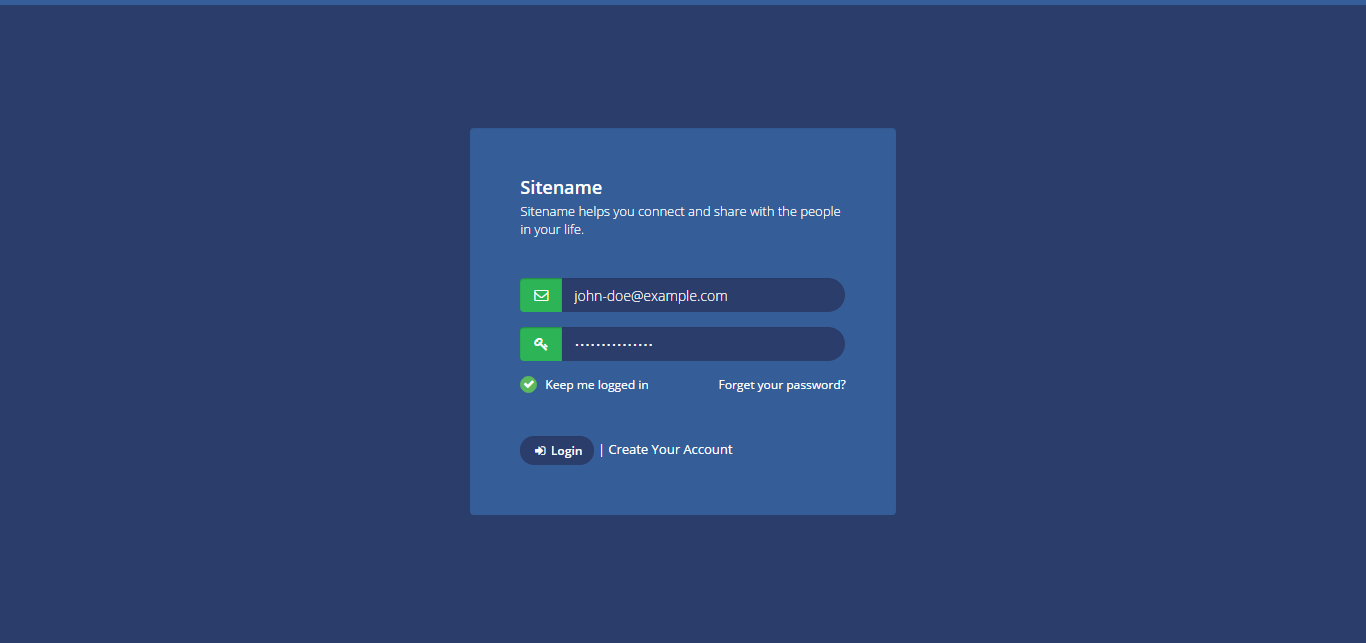 Sitename
Sitename helps you connect and share with the people
in your life.
john-doe@example.com
•••••••••••••••
Keep me logged in Forget your password?
Login | Create Your Account